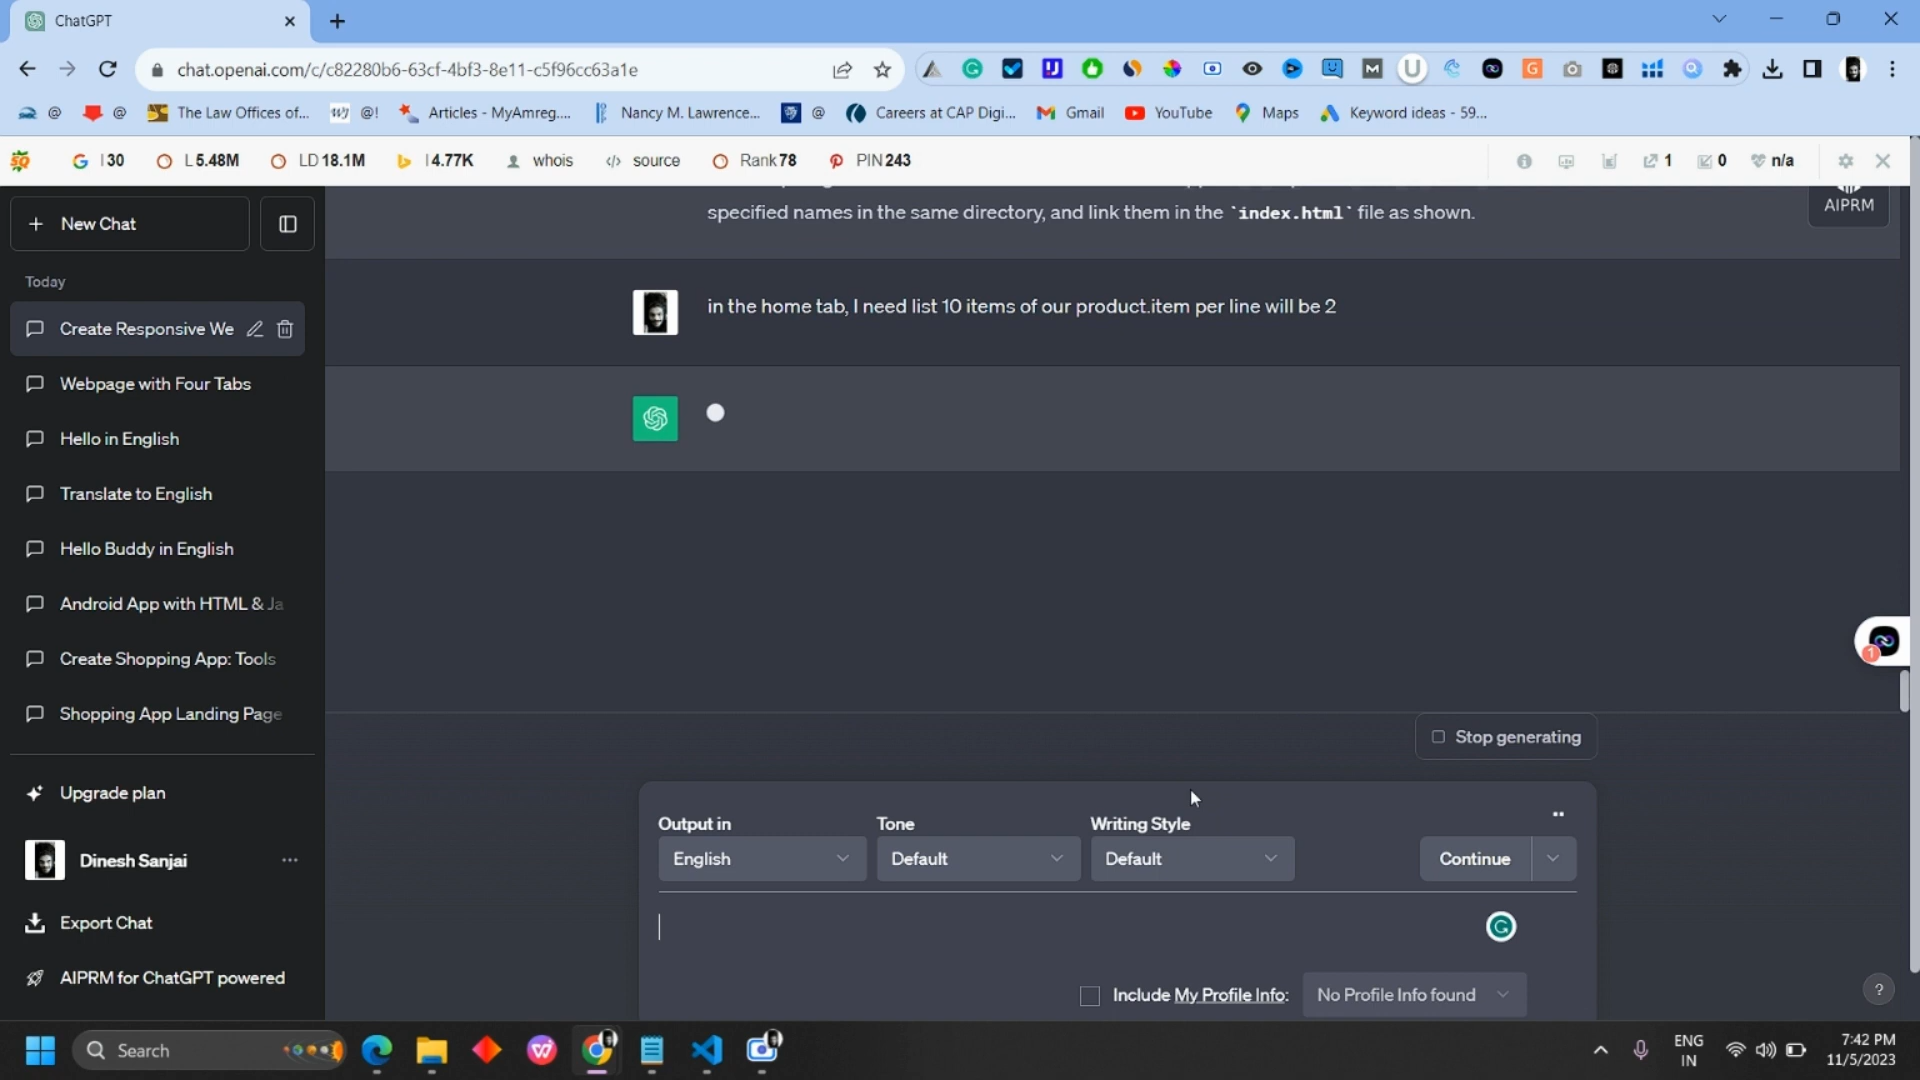 ChatGPT
chat.openai.com/c/c82280b6-63cf-4bf3-8e11-c5f96cc63a1e
@ @ The Law Offices of... @! Articles - MyAmreg.... Nancy M. Lawrence... @ Careers at CAP Digi... Gmail YouTube Maps Keyword ideas - 59...
SQ I 30 L 5.48M LD 18.1M I 4.77K whois source Rank 78 PIN 243 1 0 n/a
New Chat
Today
Create Responsive We
Webpage with Four Tabs
Hello in English
Translate to English
Hello Buddy in English
Android App with HTML & Ja
Create Shopping App: Tools
Shopping App Landing Page
Upgrade plan
Dinesh Sanjai
Export Chat
AIPRM for ChatGPT powered
specified names in the same directory, and link them in the `index.html` file as shown.
AIPRM
in the home tab, I need list 10 items of our product.item per line will be 2
1
Stop generating
Output in Tone Writing Style
English Default Default Continue
Include My Profile Info: No Profile Info found
?
Search
ENG
IN
7:42 PM
11/5/2023